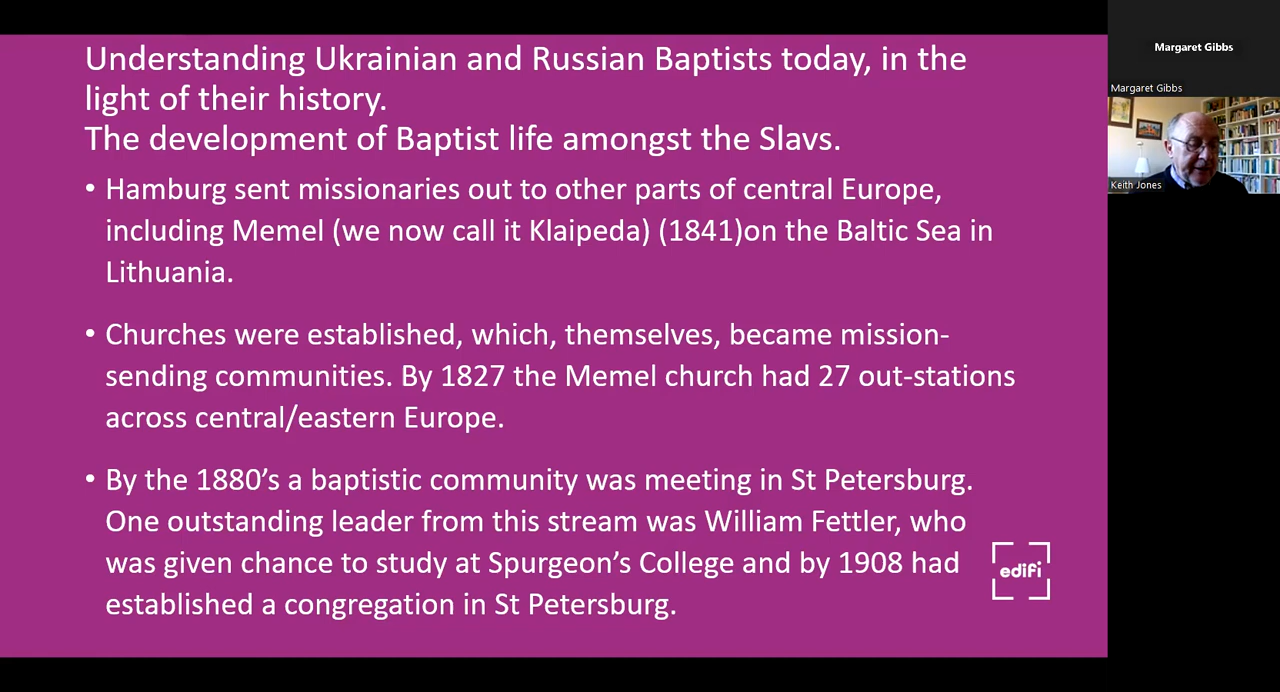 Understanding Ukrainian and Russian Baptists today, in the
light of their history.
The development of Baptist life amongst the Slavs.
• Hamburg sent missionaries out to other parts of central Europe,
including Memel (we now call it Klaipeda) (1841)on the Baltic Sea in
Lithuania.
• Churches were established, which, themselves, became mission-
sending communities. By 1827 the Memel church had 27 out-stations
across central/eastern Europe.
• By the 1880’s a baptistic community was meeting in St Petersburg.
One outstanding leader from this stream was William Fettler, who
was given chance to study at Spurgeon’s College and by 1908 had
established a congregation in St Petersburg.
edifi
Margaret Gibbs
Margaret Gibbs
Keith Jones